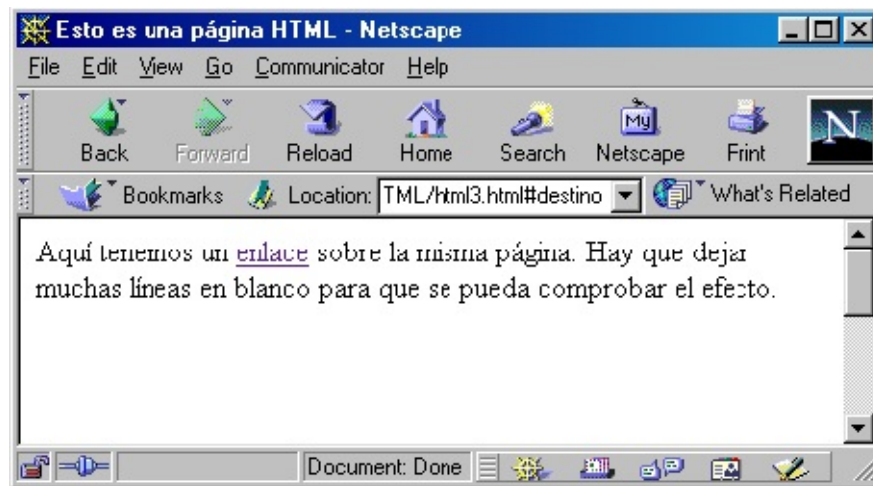 Esto es una página HTML - Netscape
File Edit View Go Communicator Help
Back Forward Reload Home Search My Netscape Print N
Bookmarks Location: TML/html3.html#destino What's Related
Aquí tenemos un enlace sobre la misma página. Hay que dejar
muchas líneas en blanco para que se pueda comprobar el efecto.
Document: Done